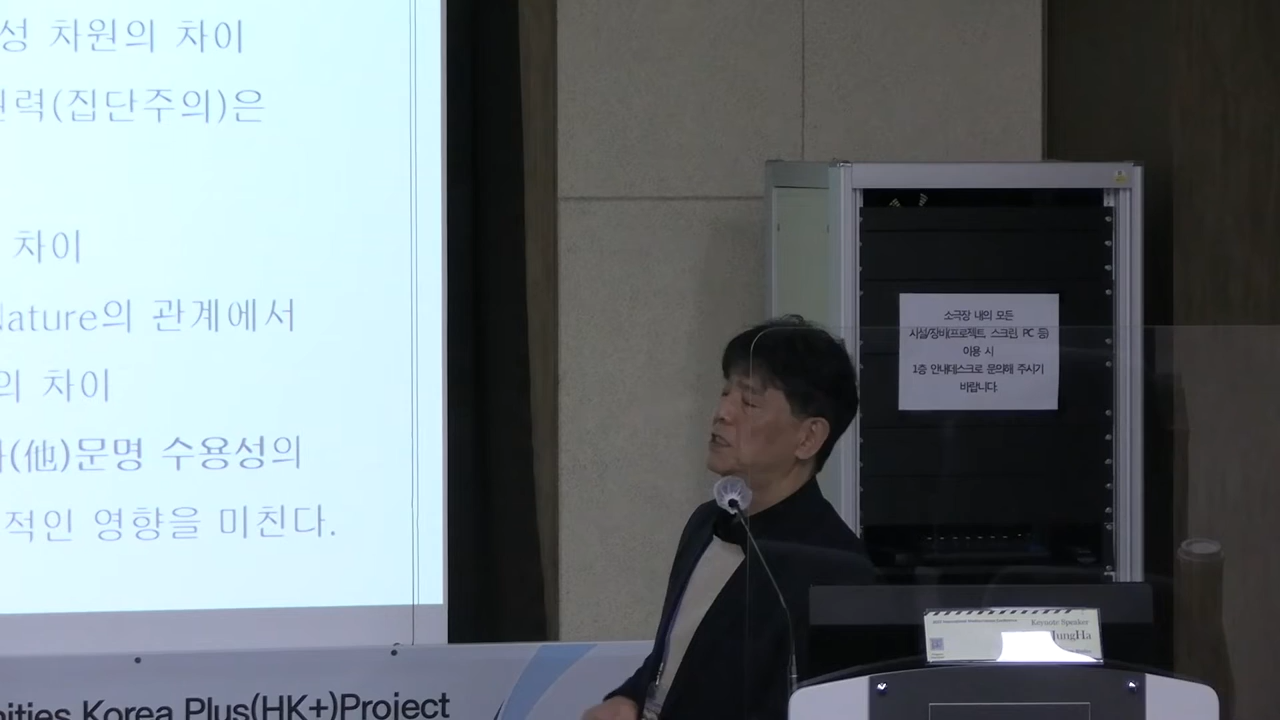 성 차원의 차이
력(집단주의)은
차이
Nature의 관계에서
의 차이
(他)문명 수용성의
적인 영향을 미친다.
소극장 내의 모든
시설/장비(프로젝트, 스크린, PC 등)
이용 시
1층 안내데스크로 문의해 주시기
바랍니다.
Keynote Speaker
JungHa
Korea Plus(HK+)Project